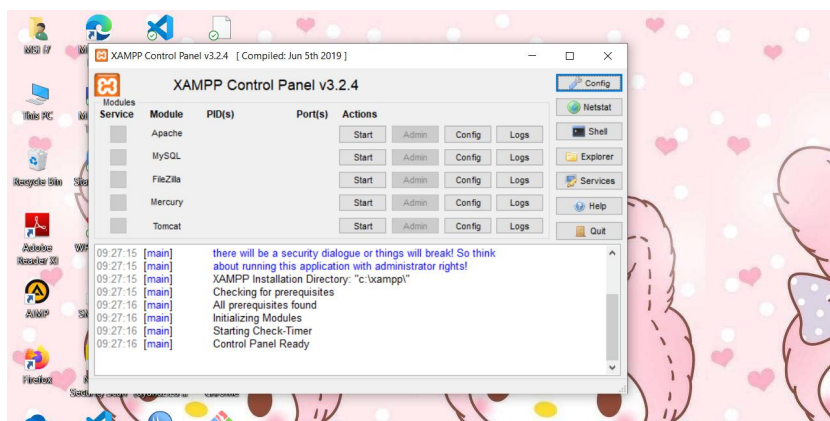 MSI i7
XAMPP Control Panel v3.2.4 [ Compiled: Jun 5th 2019 ]
XAMPP Control Panel v3.2.4
Config
Modules
Service Module PID(s) Port(s) Actions
Netstat
Apache Start Admin Config Logs
Shell
This PC
MySQL Start Admin Config Logs
Explorer
FileZilla Start Admin Config Logs
Services
Recycle Bin
Mercury Start Admin Config Logs
Help
Tomcat Start Admin Config Logs
Quit
Adobe
Reader XI
09:27:15 [main] there will be a security dialogue or things will break! So think
09:27:15 [main] about running this application with administrator rights!
09:27:15 [main] XAMPP Installation Directory: "c:\xampp\"
09:27:15 [main] Checking for prerequisites
09:27:16 [main] All prerequisites found
09:27:16 [main] Initializing Modules
09:27:16 [main] Starting Check-Timer
09:27:16 [main] Control Panel Ready
AIMP
Firefox